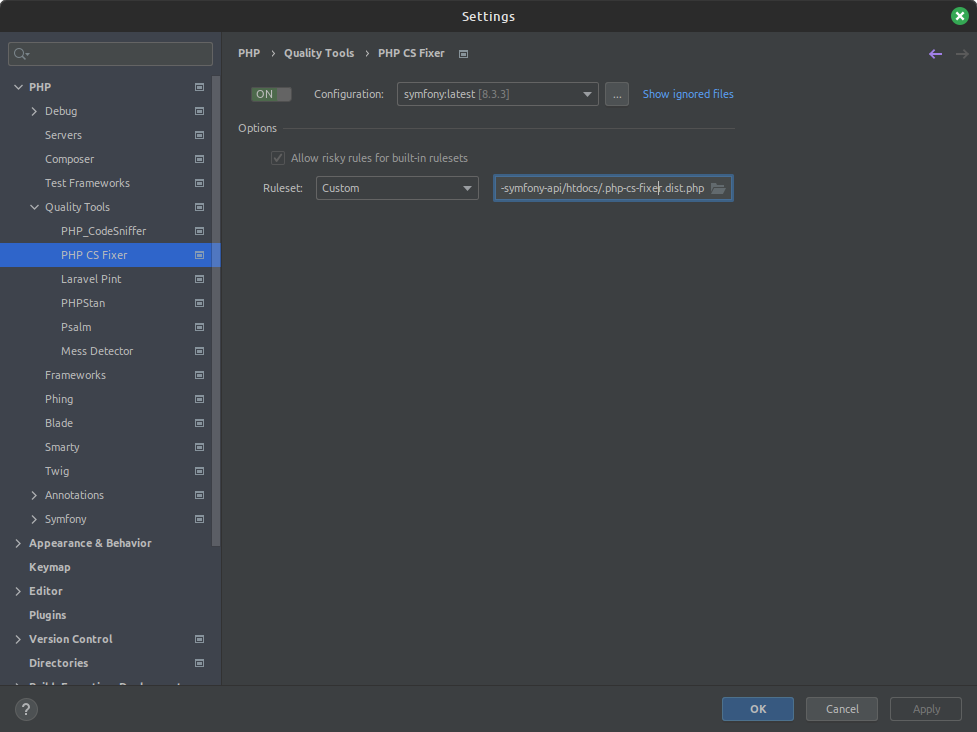 Settings
PHP › Quality Tools › PHP CS Fixer
ON Configuration: symfony:latest [8.3.3] ... Show ignored files
Options
Allow risky rules for built-in rulesets
Ruleset: Custom -symfony-api/htdocs/.php-cs-fixer.dist.php
PHP
Debug
Servers
Composer
Test Frameworks
Quality Tools
PHP_CodeSniffer
PHP CS Fixer
Laravel Pint
PHPStan
Psalm
Mess Detector
Frameworks
Phing
Blade
Smarty
Twig
Annotations
Symfony
Appearance & Behavior
Keymap
Editor
Plugins
Version Control
Directories
? OK Cancel Apply